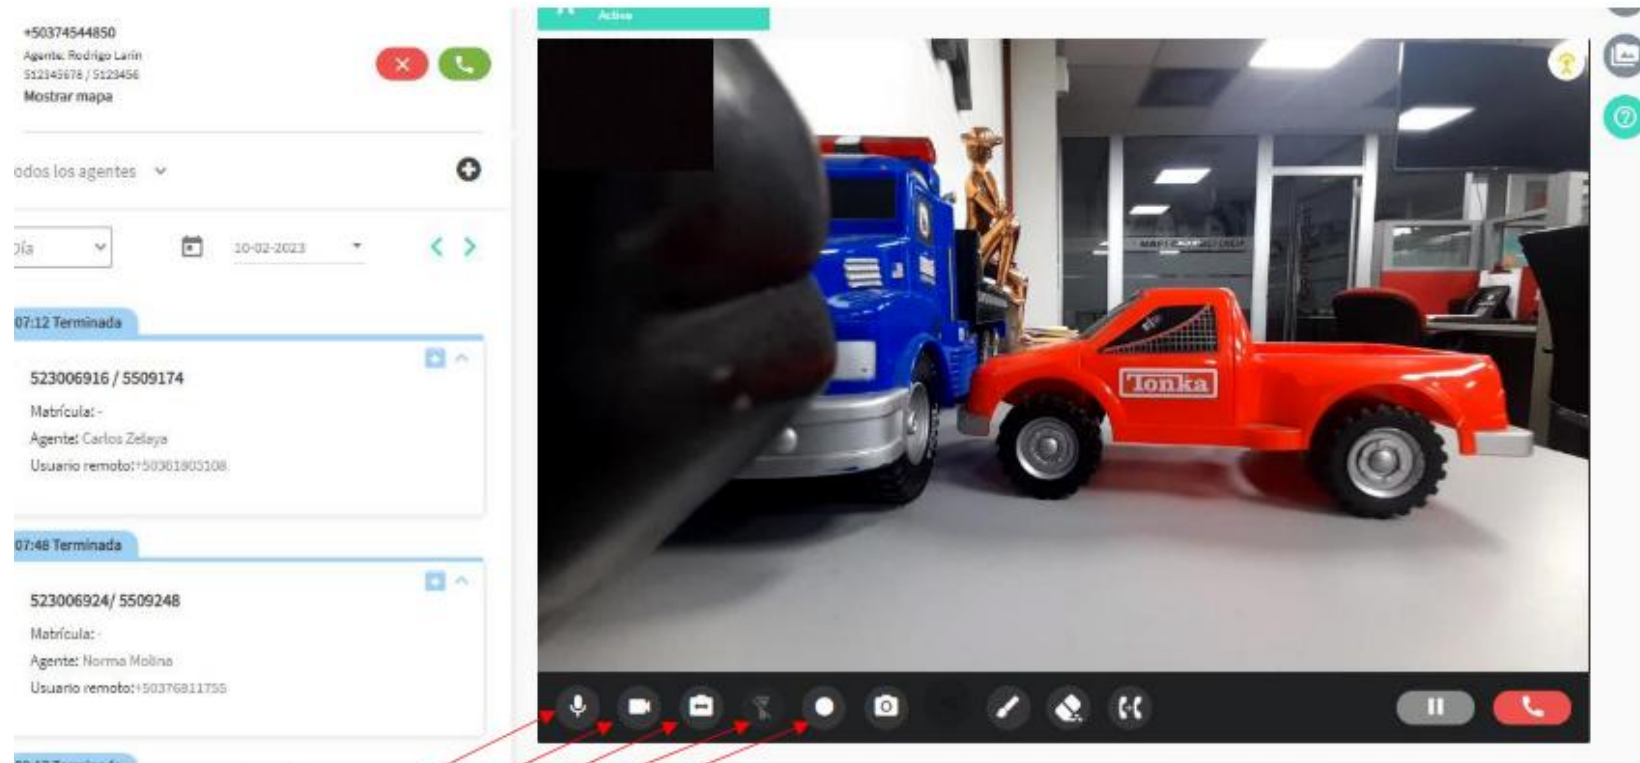 +50374544850
Agente: Rodrigo Larin
512345678 / 5123456
Mostrar mapa
odos los agentes
Día
10-02-2023
07:12 Terminada
523006916 / 5509174
Matrícula: -
Agente: Carlos Zelaya
Usuario remoto:+50361805108
07:48 Terminada
523006924/ 5509248
Matrícula: -
Agente: Norma Molina
Usuario remoto:+50376811755
Activo
Tonka